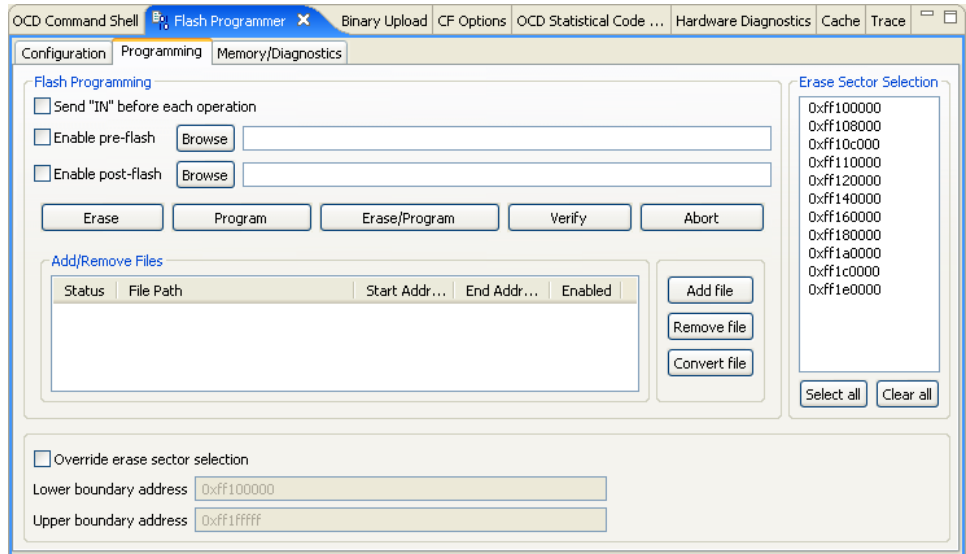 OCD Command Shell Flash Programmer X Binary Upload CF Options OCD Statistical Code ... Hardware Diagnostics Cache Trace
Configuration Programming Memory/Diagnostics
Flash Programming
Send "IN" before each operation
Enable pre-flash Browse
Enable post-flash Browse
Erase Program Erase/Program Verify Abort
Add/Remove Files
Status File Path Start Addr... End Addr... Enabled
Add file
Remove file
Convert file
Erase Sector Selection
0xff100000
0xff108000
0xff10c000
0xff110000
0xff120000
0xff140000
0xff160000
0xff180000
0xff1a0000
0xff1c0000
0xff1e0000
Select all Clear all
Override erase sector selection
Lower boundary address 0xff100000
Upper boundary address 0xff1fffff